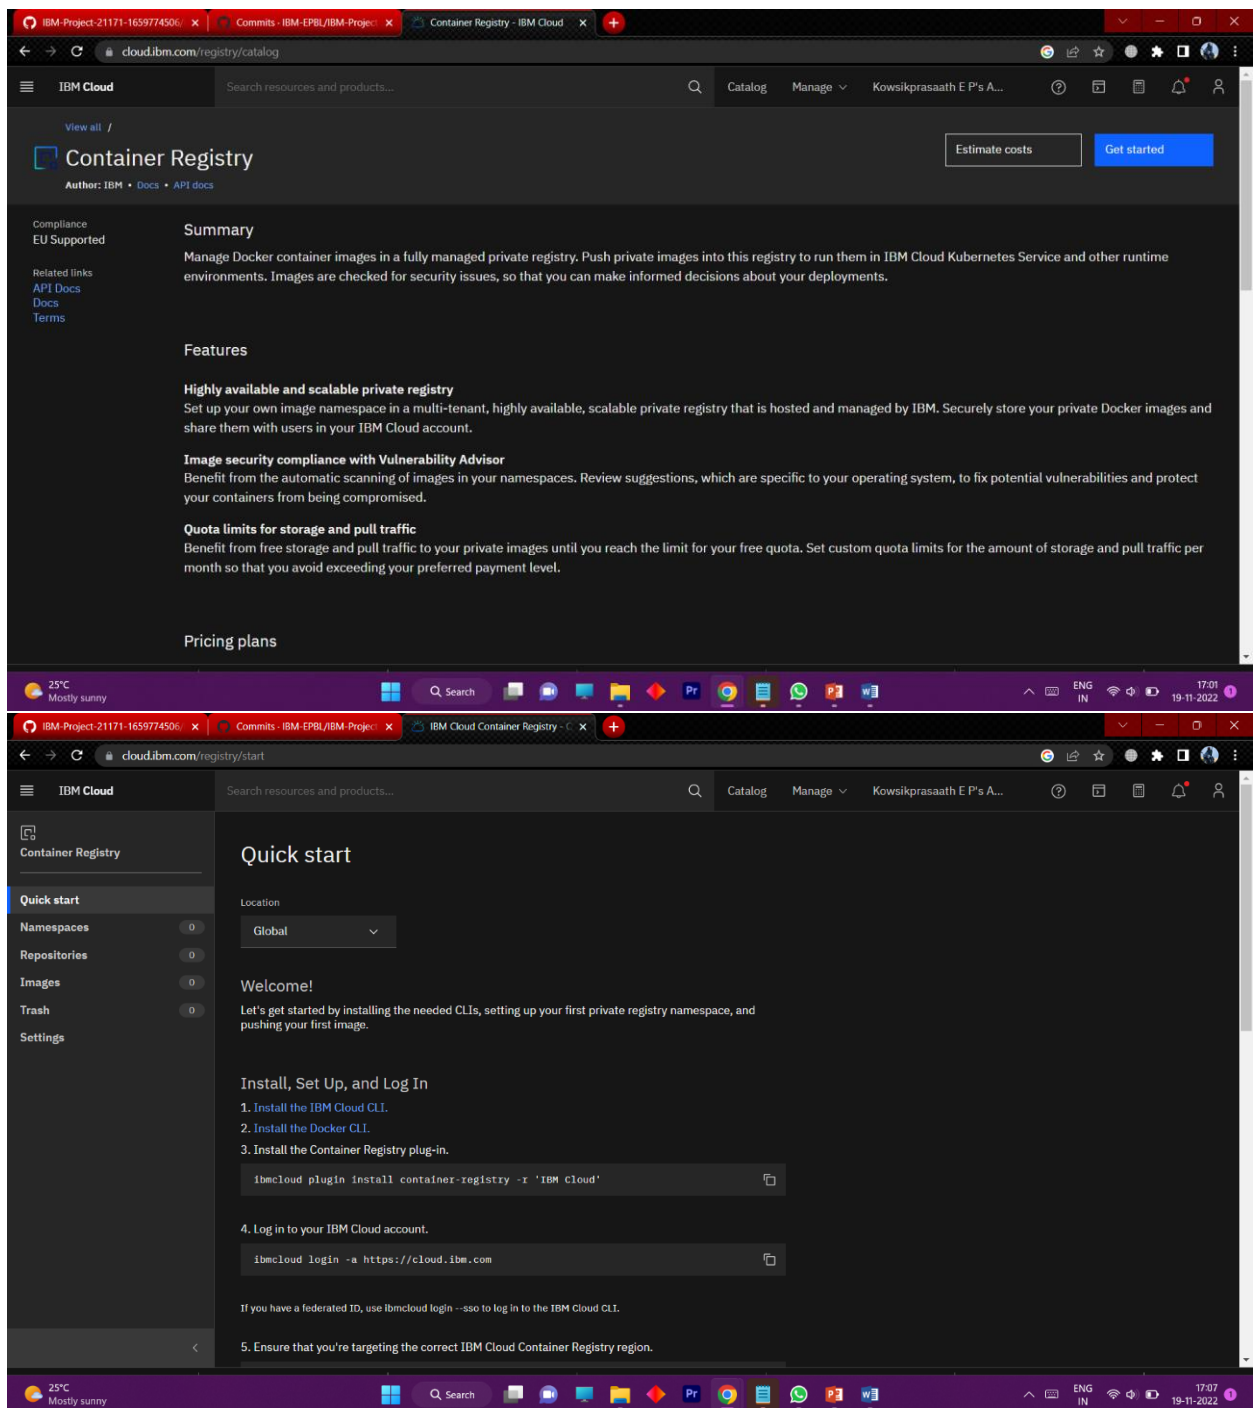 IBM-Project-21171-1659774506/
Commits · IBM-EPBL/IBM-Project
Container Registry - IBM Cloud
cloud.ibm.com/registry/catalog
IBM Cloud
Search resources and products...
Catalog
Manage
Kowsikprasaath E P's A...
View all /
Container Registry
Author: IBM • Docs • API docs
Estimate costs
Get started
Compliance
EU Supported
Related links
API Docs
Docs
Terms
Summary
Manage Docker container images in a fully managed private registry. Push private images into this registry to run them in IBM Cloud Kubernetes Service and other runtime
environments. Images are checked for security issues, so that you can make informed decisions about your deployments.
Features
Highly available and scalable private registry
Set up your own image namespace in a multi-tenant, highly available, scalable private registry that is hosted and managed by IBM. Securely store your private Docker images and
share them with users in your IBM Cloud account.
Image security compliance with Vulnerability Advisor
Benefit from the automatic scanning of images in your namespaces. Review suggestions, which are specific to your operating system, to fix potential vulnerabilities and protect
your containers from being compromised.
Quota limits for storage and pull traffic
Benefit from free storage and pull traffic to your private images until you reach the limit for your free quota. Set custom quota limits for the amount of storage and pull traffic per
month so that you avoid exceeding your preferred payment level.
Pricing plans
25°C
Mostly sunny
Search
Pr
ENG
IN
17:01
19-11-2022
1
IBM-Project-21171-1659774506/
Commits · IBM-EPBL/IBM-Project
IBM Cloud Container Registry - C
cloud.ibm.com/registry/start
IBM Cloud
Search resources and products...
Catalog
Manage
Kowsikprasaath E P's A...
Container Registry
Quick start
Namespaces 0
Repositories 0
Images 0
Trash 0
Settings
Quick start
Location
Global
Welcome!
Let's get started by installing the needed CLIs, setting up your first private registry namespace, and
pushing your first image.
Install, Set Up, and Log In
1. Install the IBM Cloud CLI.
2. Install the Docker CLI.
3. Install the Container Registry plug-in.
ibmcloud plugin install container-registry -r 'IBM Cloud'
4. Log in to your IBM Cloud account.
ibmcloud login -a https://cloud.ibm.com
If you have a federated ID, use ibmcloud login --sso to log in to the IBM Cloud CLI.
5. Ensure that you're targeting the correct IBM Cloud Container Registry region.
25°C
Mostly sunny
Search
Pr
ENG
IN
17:07
19-11-2022
1